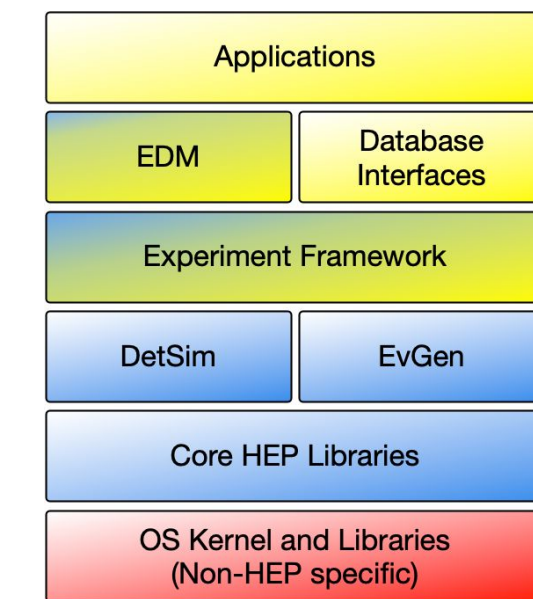 Applications
EDM
Database
Interfaces
Experiment Framework
DetSim
EvGen
Core HEP Libraries
OS Kernel and Libraries
(Non-HEP specific)